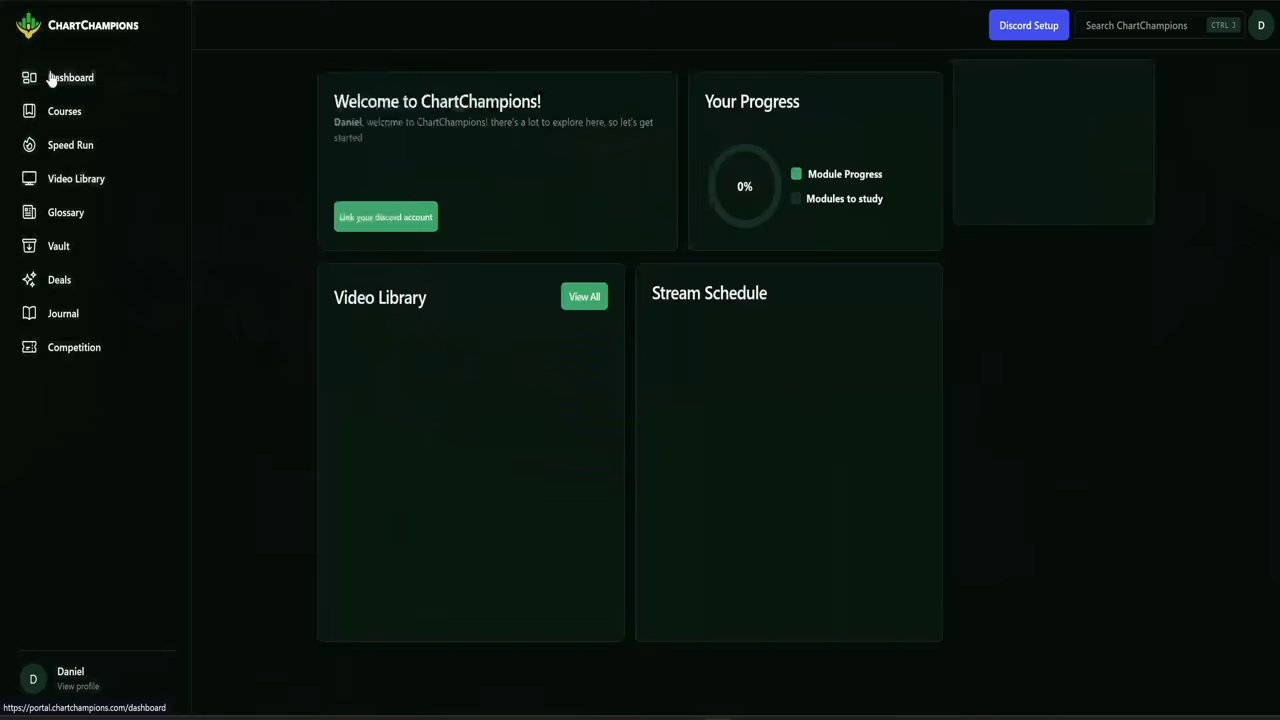 CHARTCHAMPIONS
Discord Setup
Search ChartChampions
D
Dashboard
Courses
Speed Run
Video Library
Glossary
Vault
Deals
Journal
Competition
Welcome to ChartChampions!
Daniel, welcome to ChartChampions! there's a lot to explore here, so let's get
started
Link your discord account
Your Progress
0%
Module Progress
Modules to study
Video Library
View All
Stream Schedule
D
Daniel
View profile
https://portal.chartchampions.com/dashboard